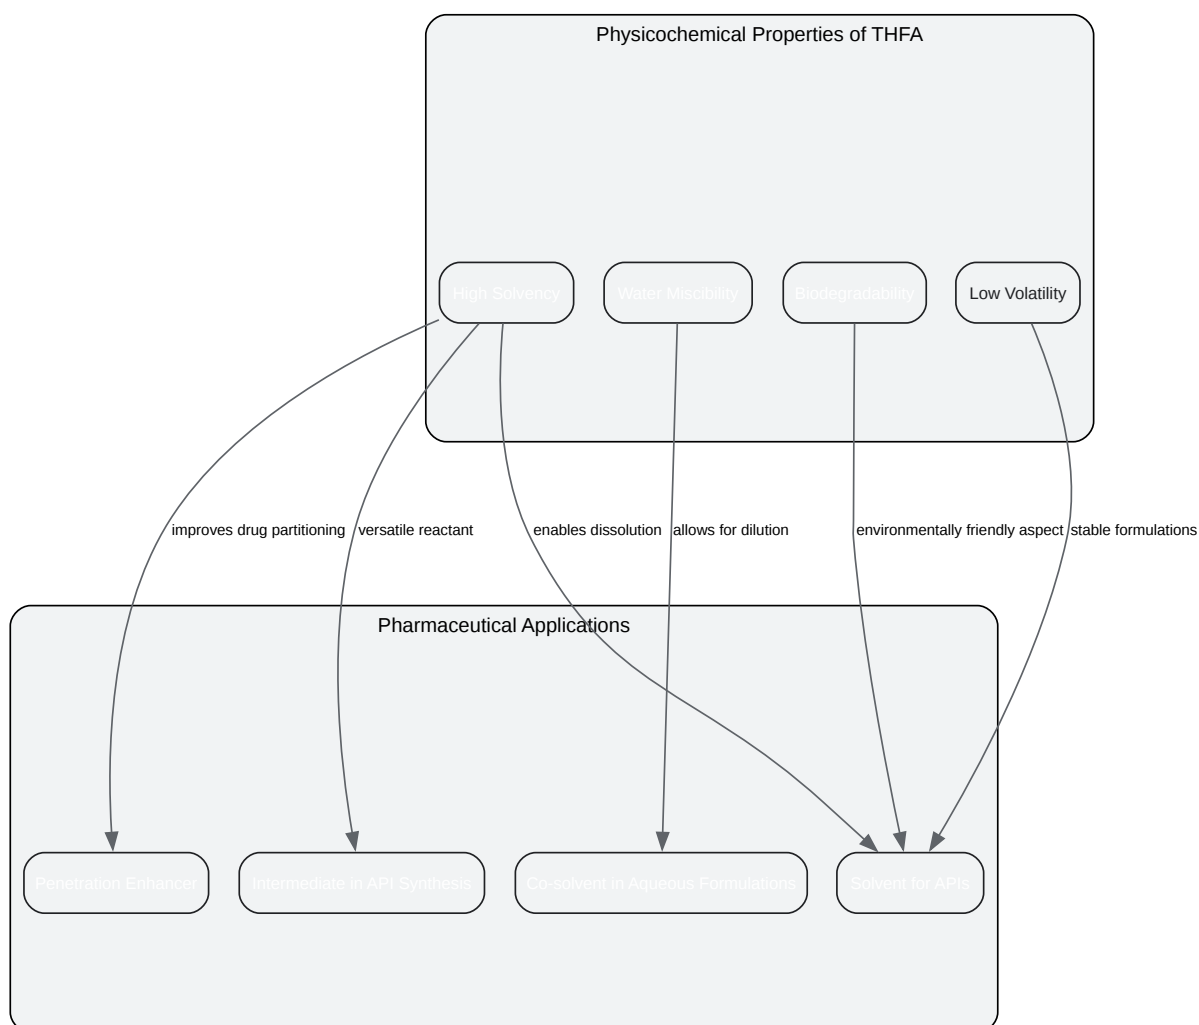 Physicochemical Properties of THFA
High Solvency
Water Miscibility
Biodegradability
Low Volatility
improves drug partitioning
versatile reactant
enables dissolution
allows for dilution
environmentally friendly aspect
stable formulations
Pharmaceutical Applications
Penetration Enhancer
Intermediate in API Synthesis
Co-solvent in Aqueous Formulations
Solvent for APIs